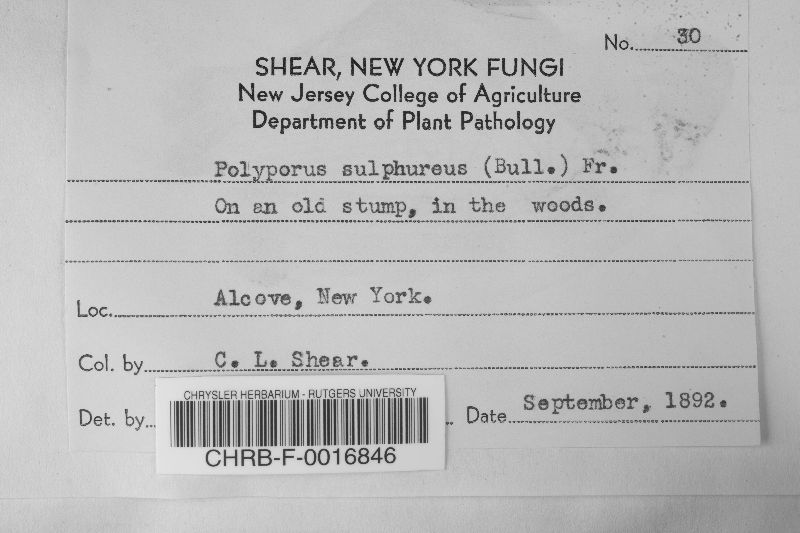 No. 30
SHEAR, NEW YORK FUNGI
New Jersey College of Agriculture
Department of Plant Pathology
Polyporus sulphureus (Bull.) Fr.
On an old stump, in the woods.
Loc. Alcove, New York.
Col. by C. L. Shear.
Det. by Date September, 1892.
CHRYSLER HERBARIUM - RUTGERS UNIVERSITY
CHRB-F-0016846